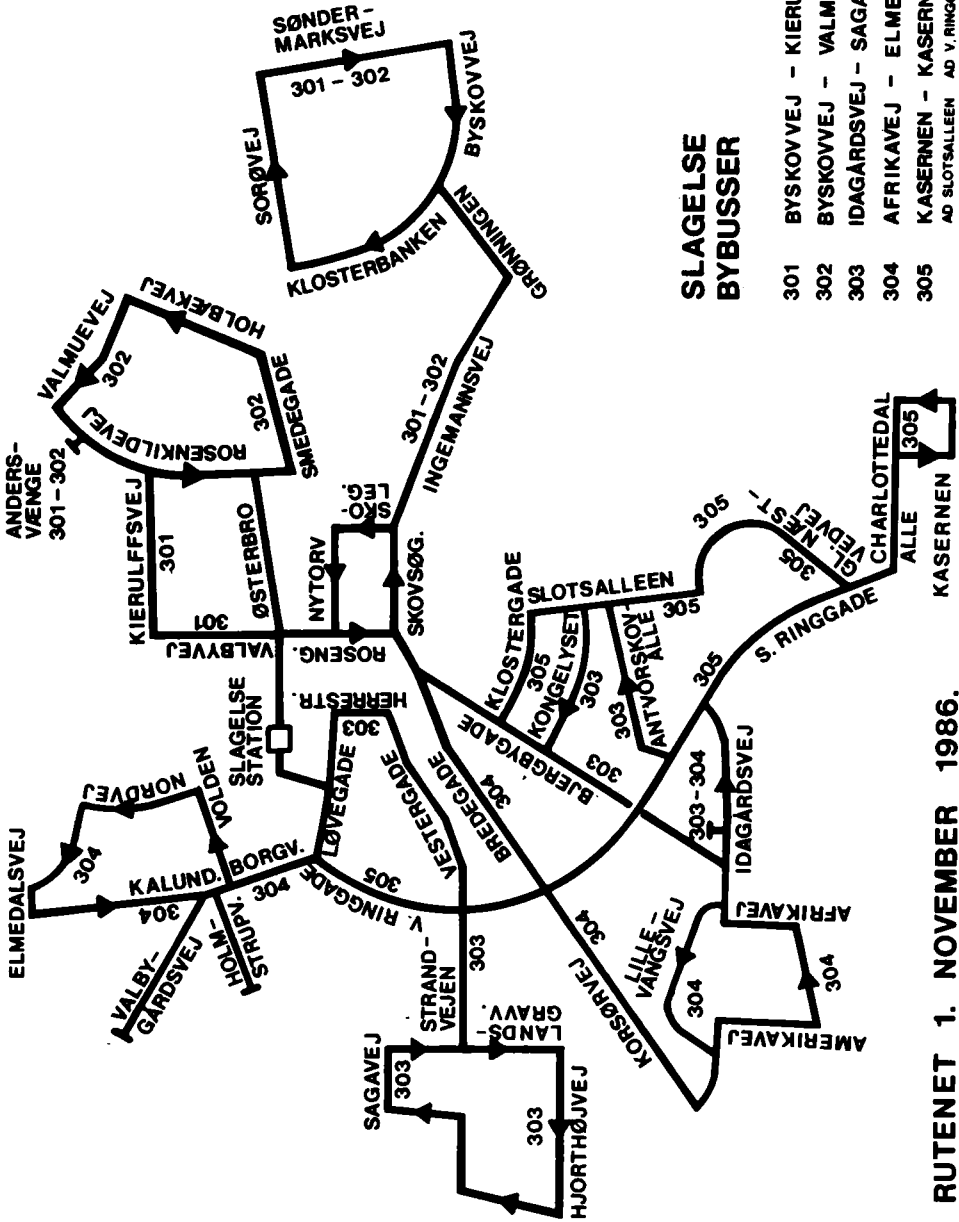 SØNDER-
MARKSVEJ
301 – 302
SORØVEJ
BYSKOVVEJ
KLOSTERBANKEN
GRØNNINGEN
301 – 302
INGEMANNSVEJ
ANDERS-
VÆNGE
301 – 302
VALMUEVEJ
302
HOLBÆKVEJ
ROSENKILDEVEJ
302
SMEDEGADE
KIERULFFSVEJ
301
301
VALBYVEJ
ØSTERBRO
NYTORV
SKO-
LEG.
ROSENG.
SKOVSØG.
SLAGELSE
STATION
HERRESTR.
303
LØVEGADE
VESTERGADE
BREDEGADE
304
ELMEDALSVEJ
NORDVEJ
304
VOLDEN
KALUND. BORGV.
304
304
VALBY-
GÅRDSVEJ
HOLM-
STRUPV.
V. RINGGADE
305
STRAND-
VEJEN
303
SAGAVEJ
303
LANDS-
GRAVV.
303
HJORTHØJVEJ
304
KORSØRVEJ
KLOSTERGADE
305
SLOTSALLEEN
305
KONGELYSET
303
BJERGBYGADE
303
ANTVORSKOV-
ALLE
303
305
GL. NÆST-
VEDVEJ
305
305
S. RINGGADE
CHARLOTTEDAL
ALLE
305
KASERNEN
303 – 304
IDAGÅRDSVEJ
LILLE-
VANGSVEJ
304
AFRIKAVEJ
304
AMERIKAVEJ
SLAGELSE
BYBUSSER
301 BYSKOVVEJ – KIERU
302 BYSKOVVEJ – VALM
303 IDAGÅRDSVEJ – SAGA
304 AFRIKAVEJ – ELME
305 KASERNEN – KASERN
AD SLOTSALLEEN AD V. RINGG
RUTENET 1. NOVEMBER 1986.